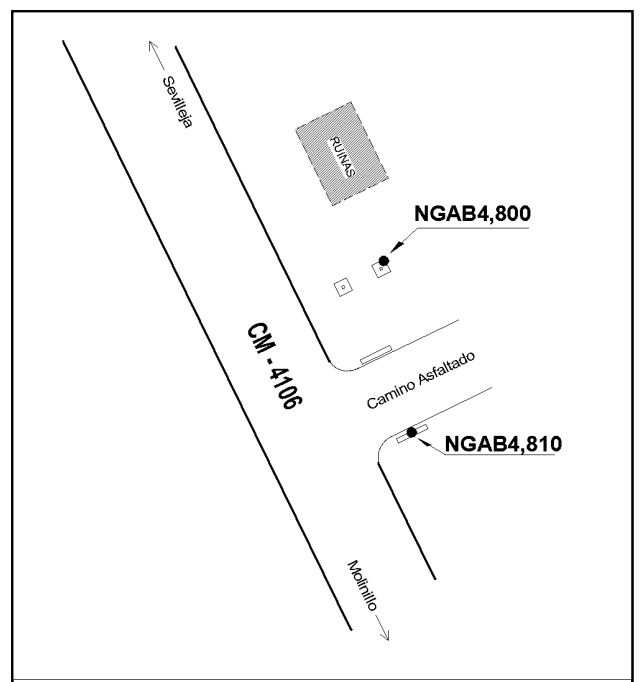 Sevilleja
RUINAS
NGAB4,800
CM - 4106
Camino Asfaltado
NGAB4,810
Molinillo